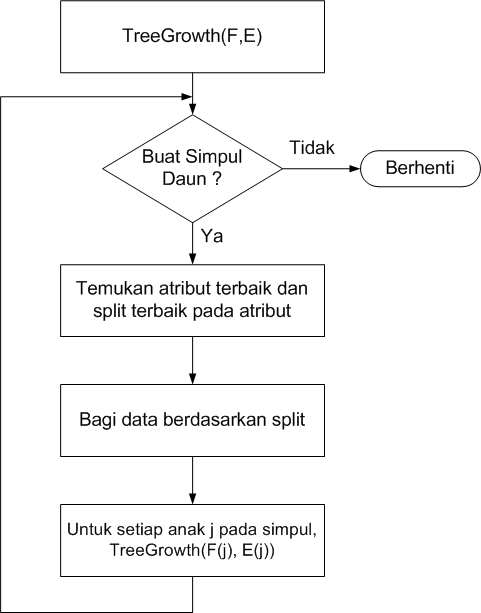 TreeGrowth(F,E)
Buat Simpul
Daun ?
Tidak
Berhenti
Ya
Temukan atribut terbaik dan
split terbaik pada atribut
Bagi data berdasarkan split
Untuk setiap anak j pada simpul,
TreeGrowth(F(j), E(j))